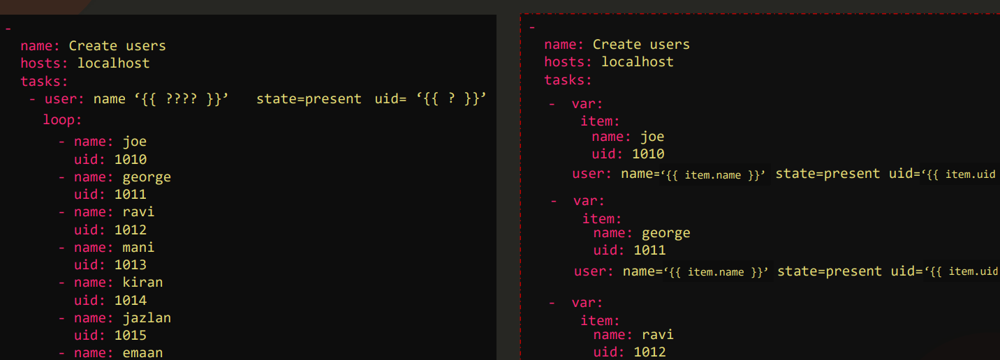 -
name: Create users
hosts: localhost
tasks:
- user: name ‘{{ ???? }}’ state=present uid= ‘{{ ? }}’
loop:
- name: joe
uid: 1010
- name: george
uid: 1011
- name: ravi
uid: 1012
- name: mani
uid: 1013
- name: kiran
uid: 1014
- name: jazlan
uid: 1015
- name: emaan
-
name: Create users
hosts: localhost
tasks:
- var:
item:
name: joe
uid: 1010
user: name=‘{{ item.name }}’ state=present uid=‘{{ item.uid
- var:
item:
name: george
uid: 1011
user: name=‘{{ item.name }}’ state=present uid=‘{{ item.uid
- var:
item:
name: ravi
uid: 1012